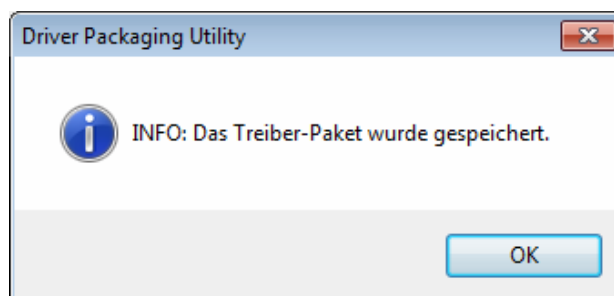 Driver Packaging Utility
INFO: Das Treiber-Paket wurde gespeichert.
OK